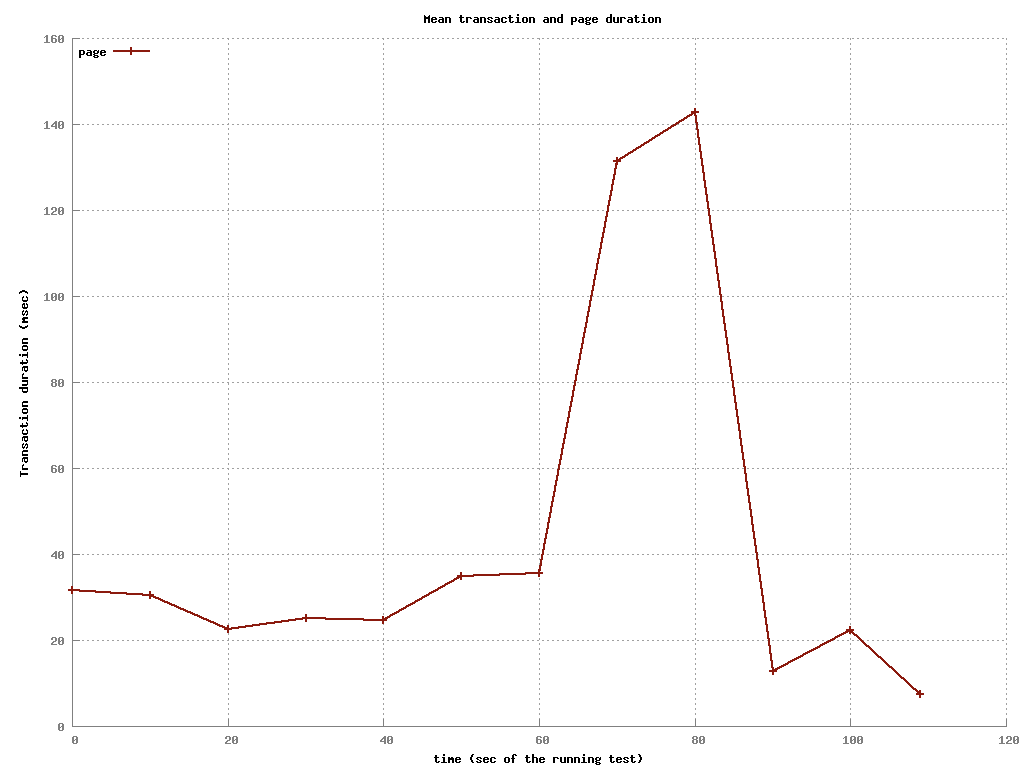 Mean transaction and page duration
160
page
140
120
100
80
60
40
20
0
Transaction duration (msec)
0 20 40 60 80 100 120
time (sec of the running test)